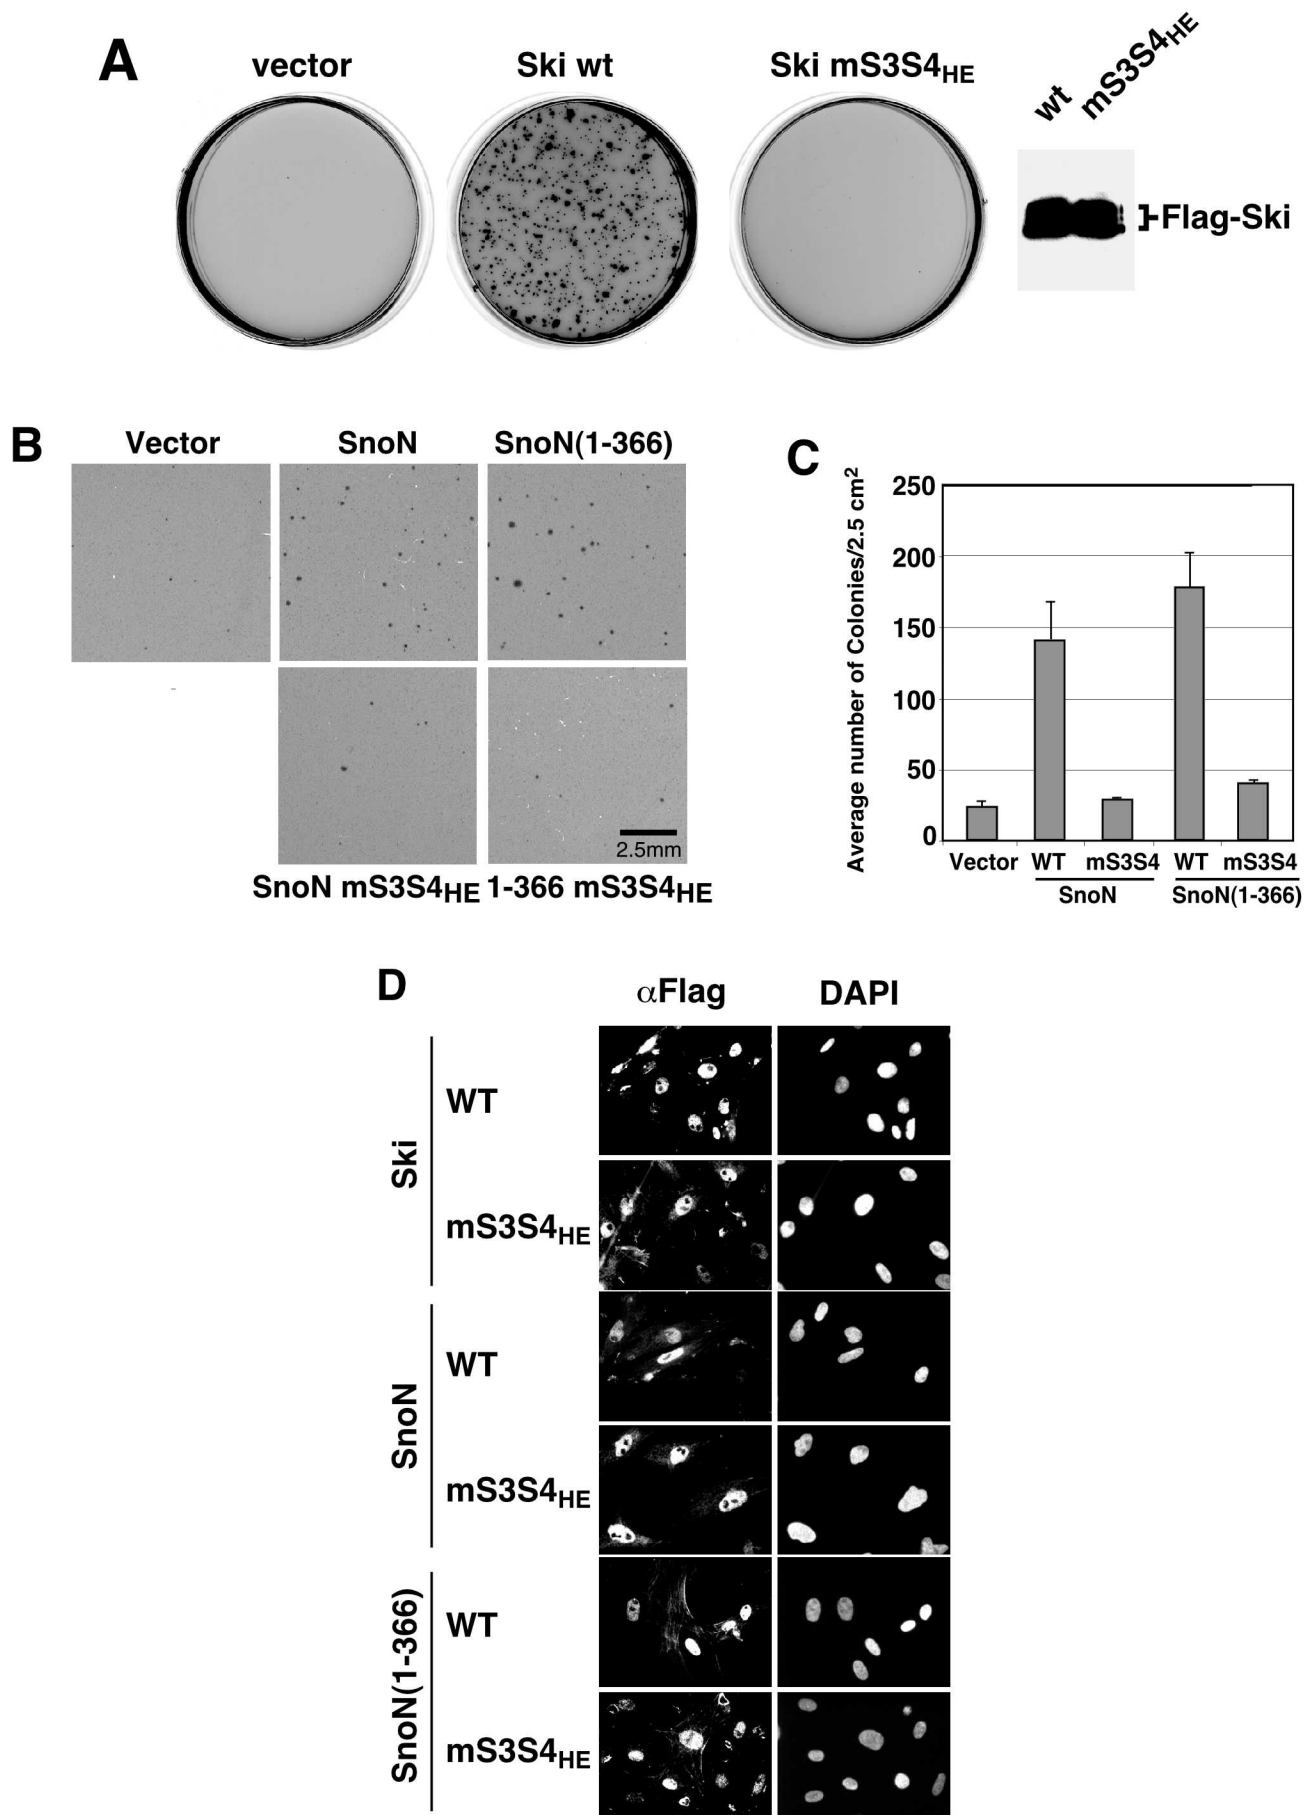 A
vector
Ski wt
Ski mS3S4HE
wt
mS3S4HE
Flag-Ski
B
Vector
SnoN
SnoN(1-366)
2.5mm
SnoN mS3S4HE
1-366 mS3S4HE
C
Average number of Colonies/2.5 cm²
250
200
150
100
50
0
Vector
WT
mS3S4
WT
mS3S4
SnoN
SnoN(1-366)
D
αFlag
DAPI
Ski
WT
mS3S4HE
SnoN
WT
mS3S4HE
SnoN(1-366)
WT
mS3S4HE